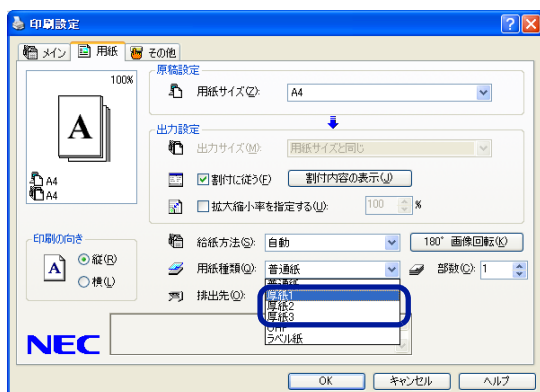 印刷設定
メイン 用紙 その他
100%
A
A4
A4
原稿設定
用紙サイズ(Z): A4
出力設定
出力サイズ(M): 用紙サイズと同じ
割付に従う(F) 割付内容の表示(J)
拡大縮小率を指定する(U): 100 %
印刷の向き
A
縦(R)
横(L)
給紙方法(S): 自動 180° 画像回転(K)
用紙種類(Q): 普通紙 部数(C): 1
排出先(O):
普通紙
厚紙1
厚紙2
厚紙3
OHP
ラベル紙
NEC
OK キャンセル ヘルプ